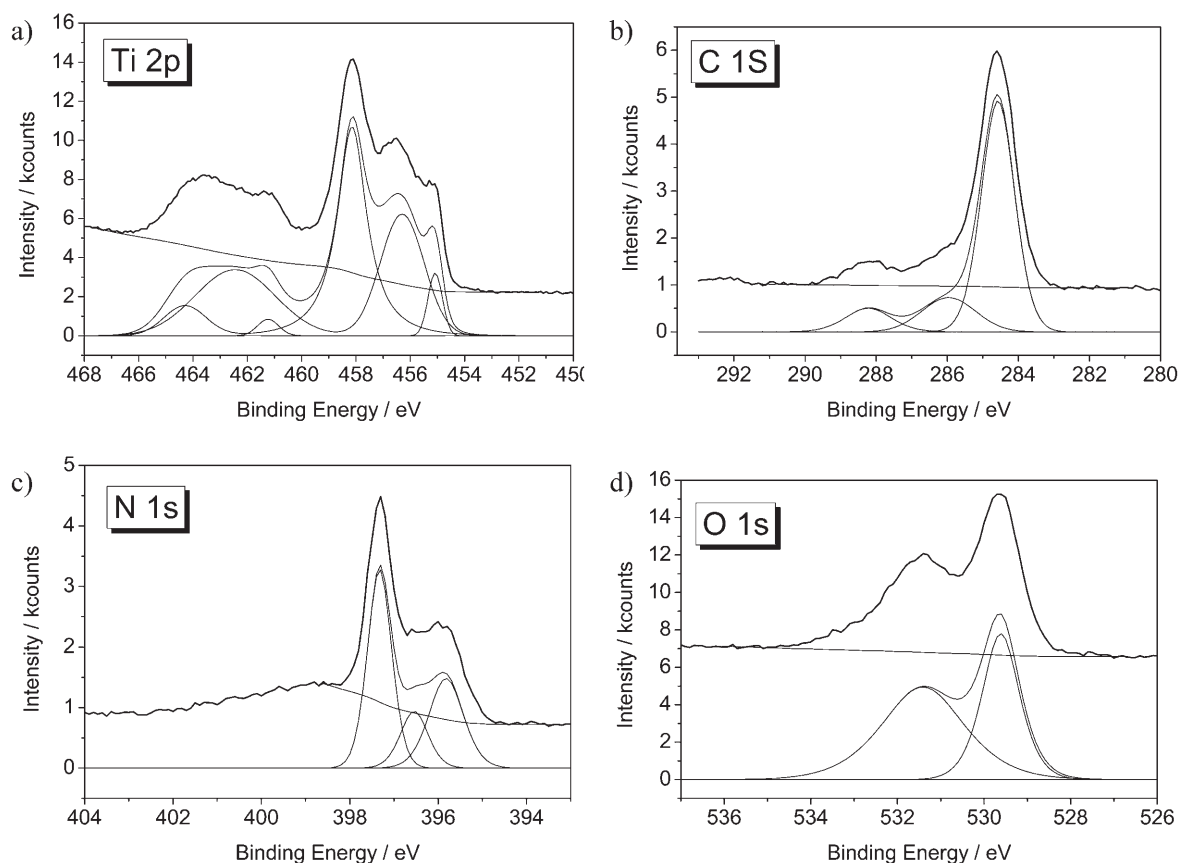 a)
Ti 2p
Intensity / kcounts
16
14
12
10
8
6
4
2
0
468 466 464 462 460 458 456 454 452 450
Binding Energy / eV
b)
C 1S
Intensity / kcounts
6
5
4
3
2
1
0
292 290 288 286 284 282 280
Binding Energy / eV
c)
N 1s
Intensity / kcounts
5
4
3
2
1
0
404 402 400 398 396 394
Binding Energy / eV
d)
O 1s
Intensity / kcounts
16
14
12
10
8
6
4
2
0
536 534 532 530 528 526
Binding Energy / eV